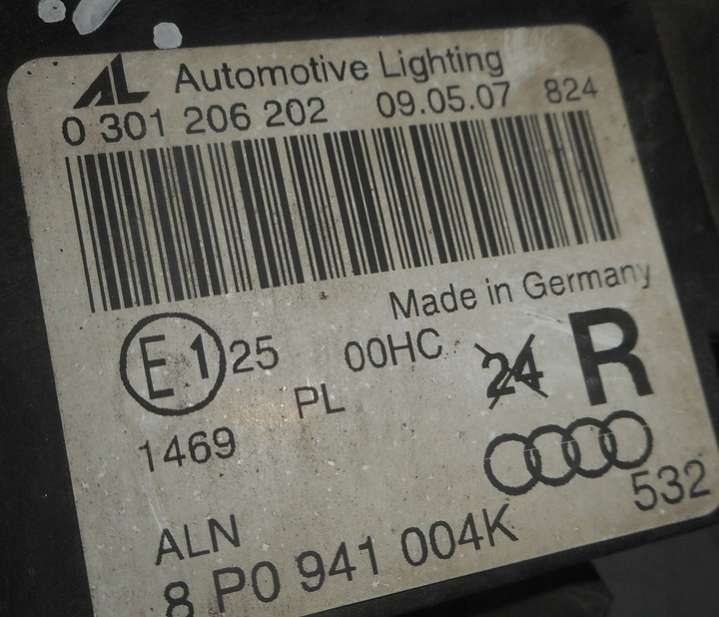 AL Automotive Lighting
0 301 206 202 09.05.07 824
Made in Germany
E1 25 00HC 24 R
PL
1469
ALN 532
8 P0 941 004K